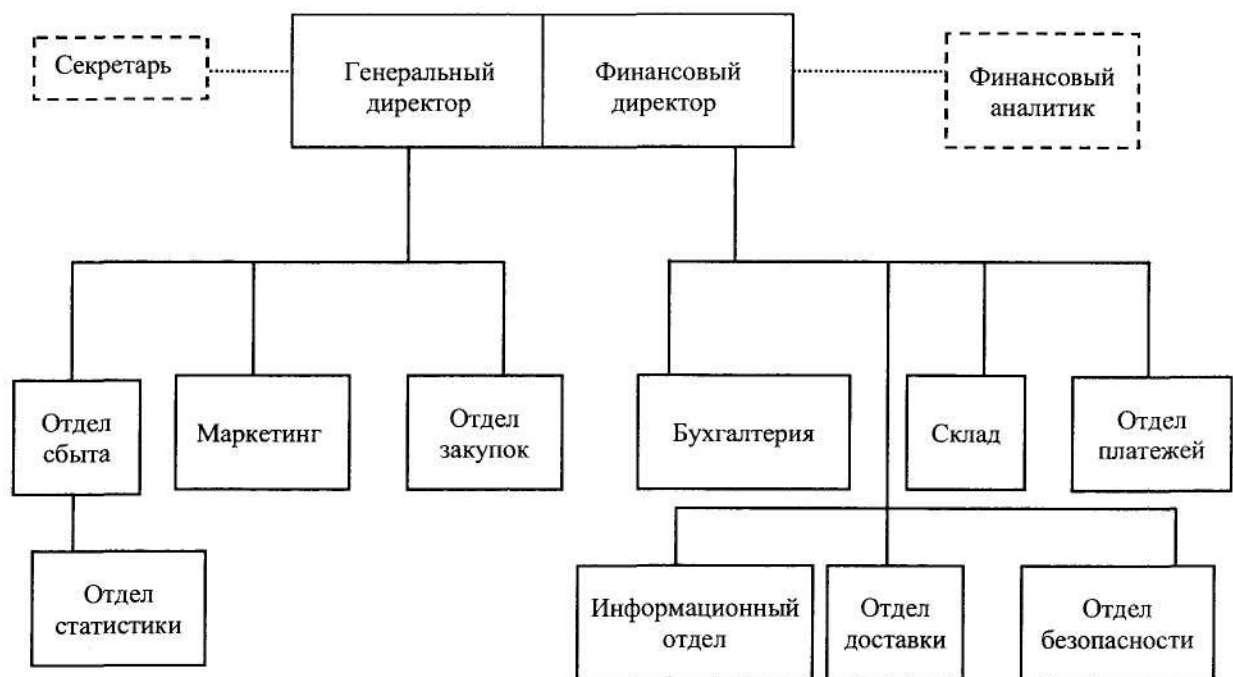 Секретарь
Генеральный
директор
Финансовый
директор
Финансовый
аналитик
Отдел
сбыта
Маркетинг
Отдел
закупок
Бухгалтерия
Склад
Отдел
платежей
Отдел
статистики
Информационный
отдел
Отдел
доставки
Отдел
безопасности